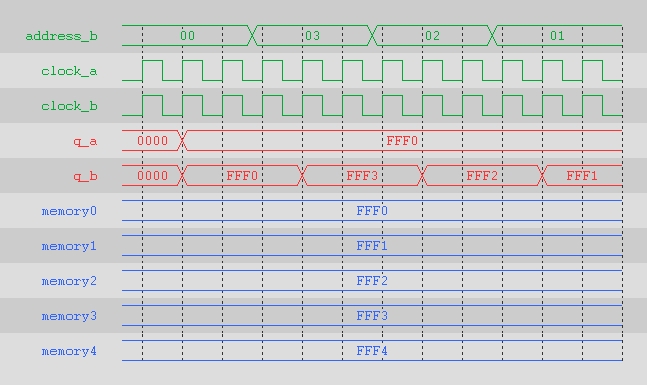 address_b 00 03 02 01
clock_a
clock_b
q_a 0000 FFF0
q_b 0000 FFF0 FFF3 FFF2 FFF1
memory0 FFF0
memory1 FFF1
memory2 FFF2
memory3 FFF3
memory4 FFF4